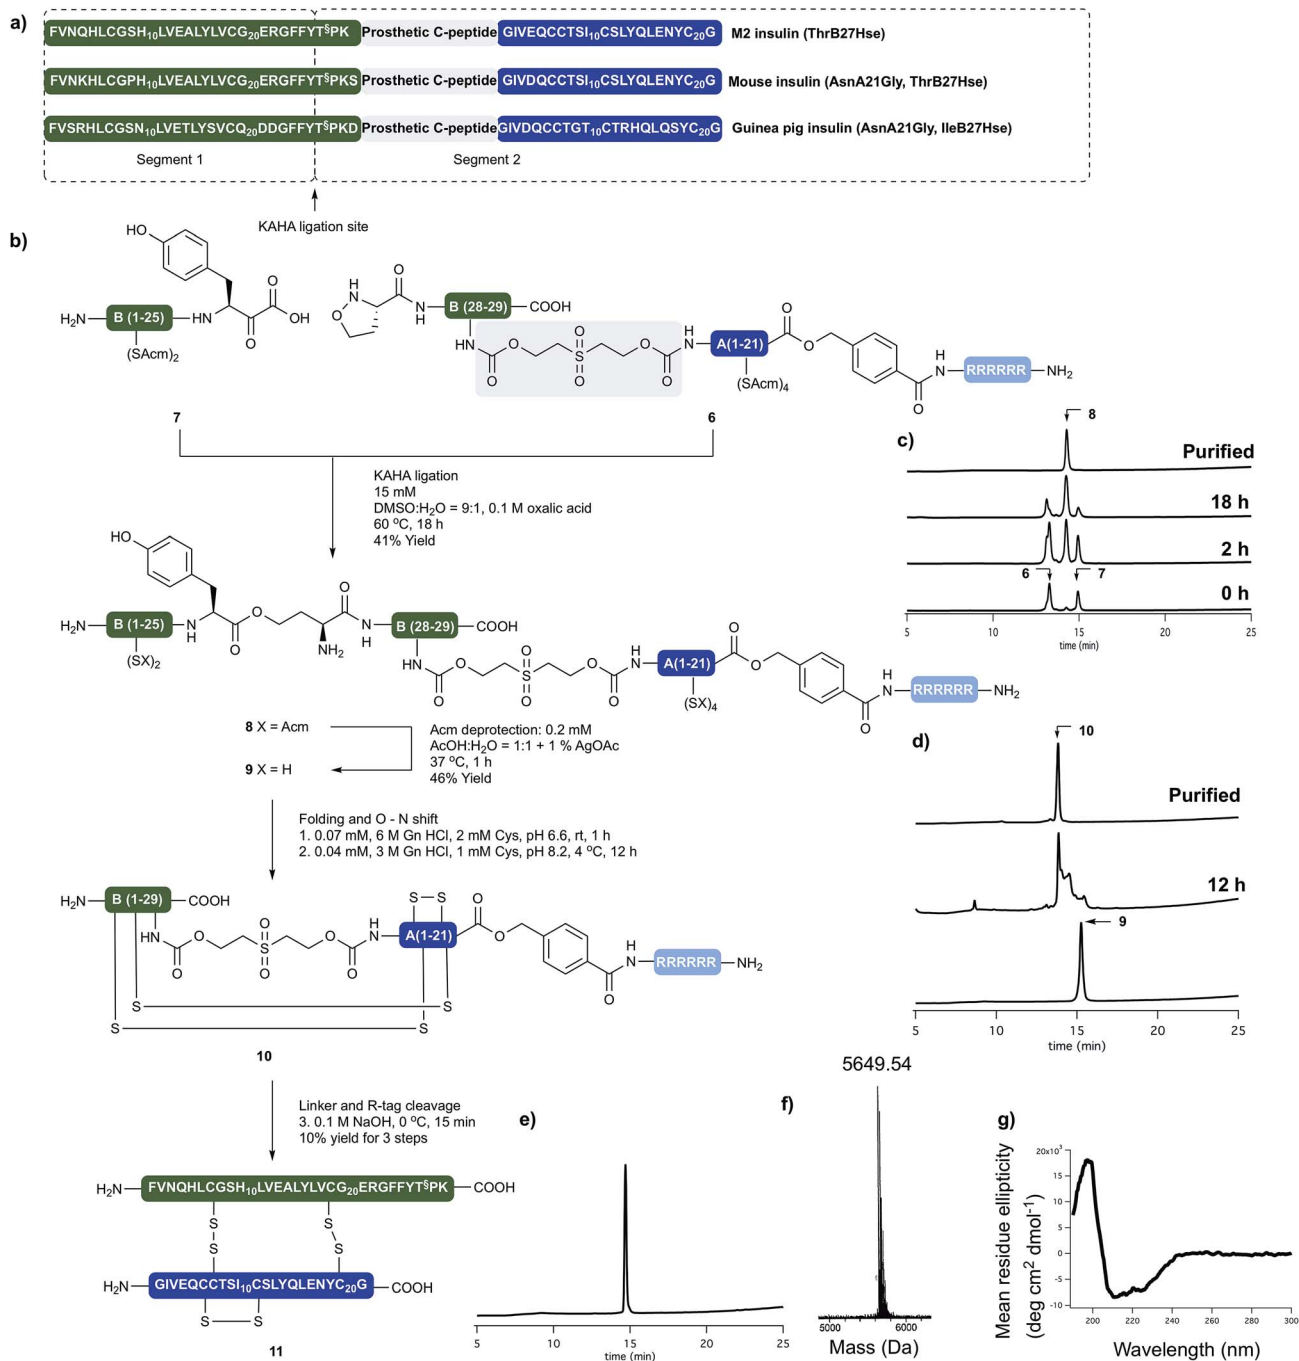 a)
FVNQHLCGSH10LVEALYLVCG20ERGFFYT§PK Prosthetic C-peptide GIVEQCCTSI10CSLYQLENYC20G M2 insulin (ThrB27Hse)
FVNKHLCGPH10LVEALYLVCG20ERGFFYT§PKS Prosthetic C-peptide GIVDQCCTSI10CSLYQLENYC20G Mouse insulin (AsnA21Gly, ThrB27Hse)
FVSRHLCGSN10LVETLYSVCQ20DDGFFYT§PKD Prosthetic C-peptide GIVDQCCTGT10CTRHQLQSYC20G Guinea pig insulin (AsnA21Gly, IleB27Hse)
Segment 1 Segment 2
KAHA ligation site
b)
HO
H2N B (1-25) HN O OH O
(SAcm)2
7
H N O O N H B (28-29) COOH
HN O O O S O O O H N A(1-21) O O
(SAcm)4
O H N RRRRRR NH2
6
KAHA ligation
15 mM
DMSO:H2O = 9:1, 0.1 M oxalic acid
60 °C, 18 h
41% Yield
c)
8
Purified
18 h
2 h
6 7
0 h
5 10 15 20 25
time (min)
HO
H2N B (1-25) N H O O O N H B (28-29) COOH
NH2
(SX)2
HN O O O S O O O H N A(1-21) O O
(SX)4
O H N RRRRRR NH2
8 X = Acm
9 X = H
Acm deprotection: 0.2 mM
AcOH:H2O = 1:1 + 1 % AgOAc
37 °C, 1 h
46% Yield
d)
10
Purified
12 h
9
5 10 15 20 25
time (min)
Folding and O - N shift
1. 0.07 mM, 6 M Gn HCl, 2 mM Cys, pH 6.6, rt, 1 h
2. 0.04 mM, 3 M Gn HCl, 1 mM Cys, pH 8.2, 4 °C, 12 h
H2N B (1-29) COOH
S S
HN O O O S O O O H N A(1-21) O O
O H N RRRRRR NH2
S S
S S
10
Linker and R-tag cleavage
3. 0.1 M NaOH, 0 °C, 15 min
10% yield for 3 steps
H2N FVNQHLCGSH10LVEALYLVCG20ERGFFYT§PK COOH
S S
S S
H2N GIVEQCCTSI10CSLYQLENYC20G COOH
S S
11
e)
5 10 15 20 25
time (min)
f)
5649.54
5000 6000
Mass (Da)
g)
Mean residue ellipticity
(deg cm2 dmol-1)
20x10³
15
10
5
0
-5
-10
200 220 240 260 280 300
Wavelength (nm)